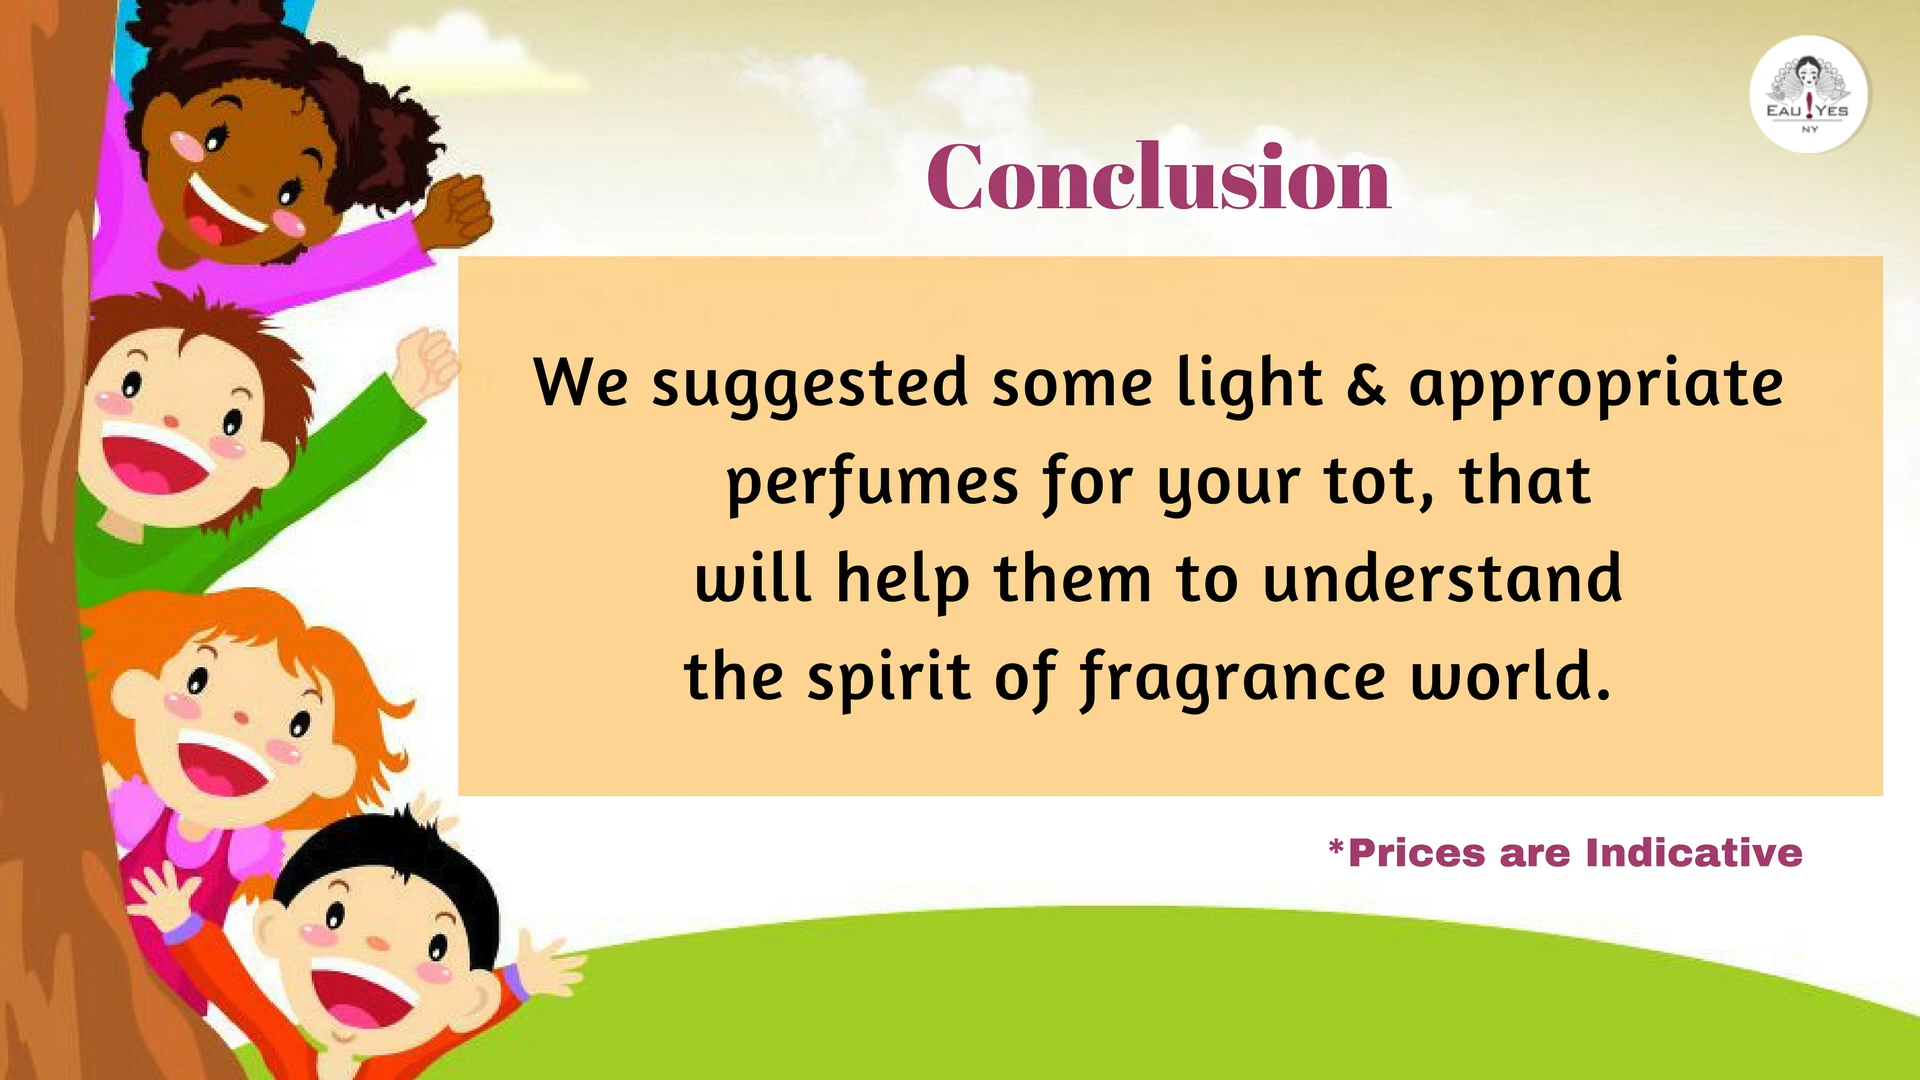 EAU YES
NY
Conclusion
We suggested some light & appropriate
perfumes for your tot, that
will help them to understand
the spirit of fragrance world.
*Prices are Indicative